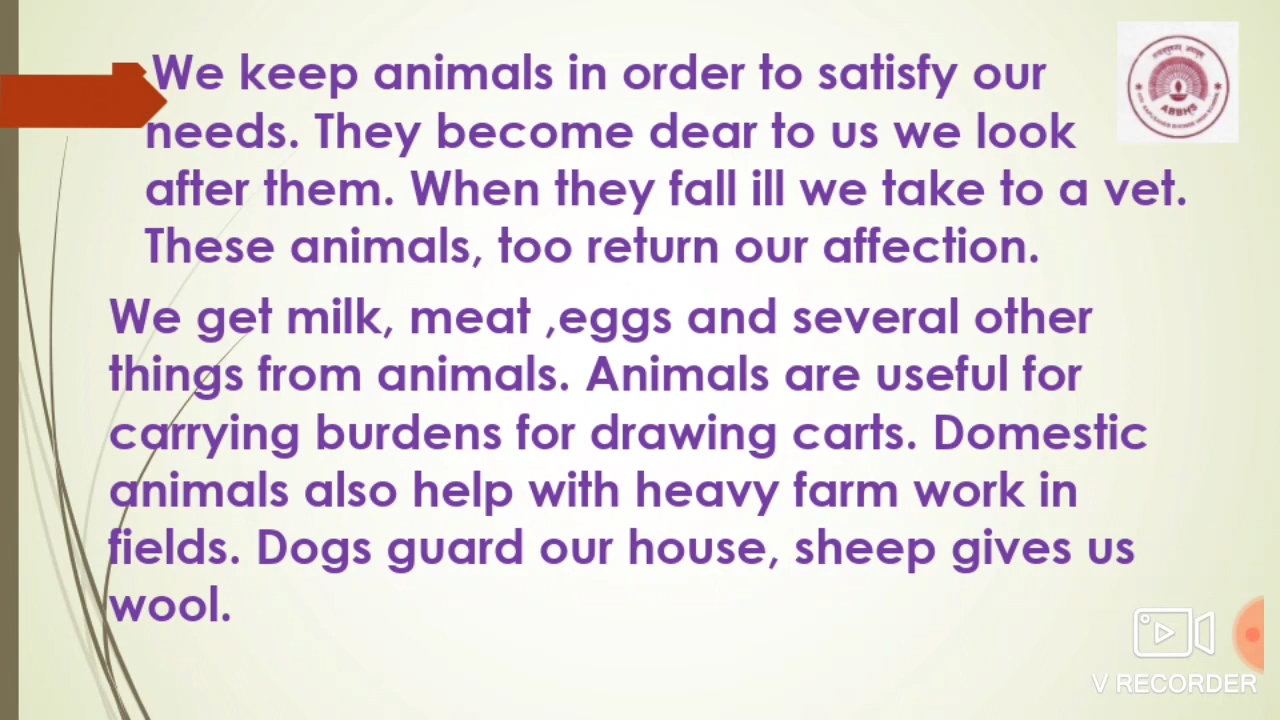 We keep animals in order to satisfy our
needs. They become dear to us we look
after them. When they fall ill we take to a vet.
These animals, too return our affection.
We get milk, meat ,eggs and several other
things from animals. Animals are useful for
carrying burdens for drawing carts. Domestic
animals also help with heavy farm work in
fields. Dogs guard our house, sheep gives us
wool.
ABBHS
V RECORDER